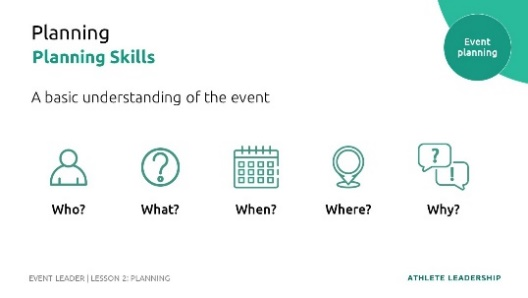 Planning
Planning Skills
Event
planning
A basic understanding of the event
?
?
!
Who?
What?
When?
Where?
Why?
EVENT LEADER | LESSON 2: PLANNING
ATHLETE LEADERSHIP